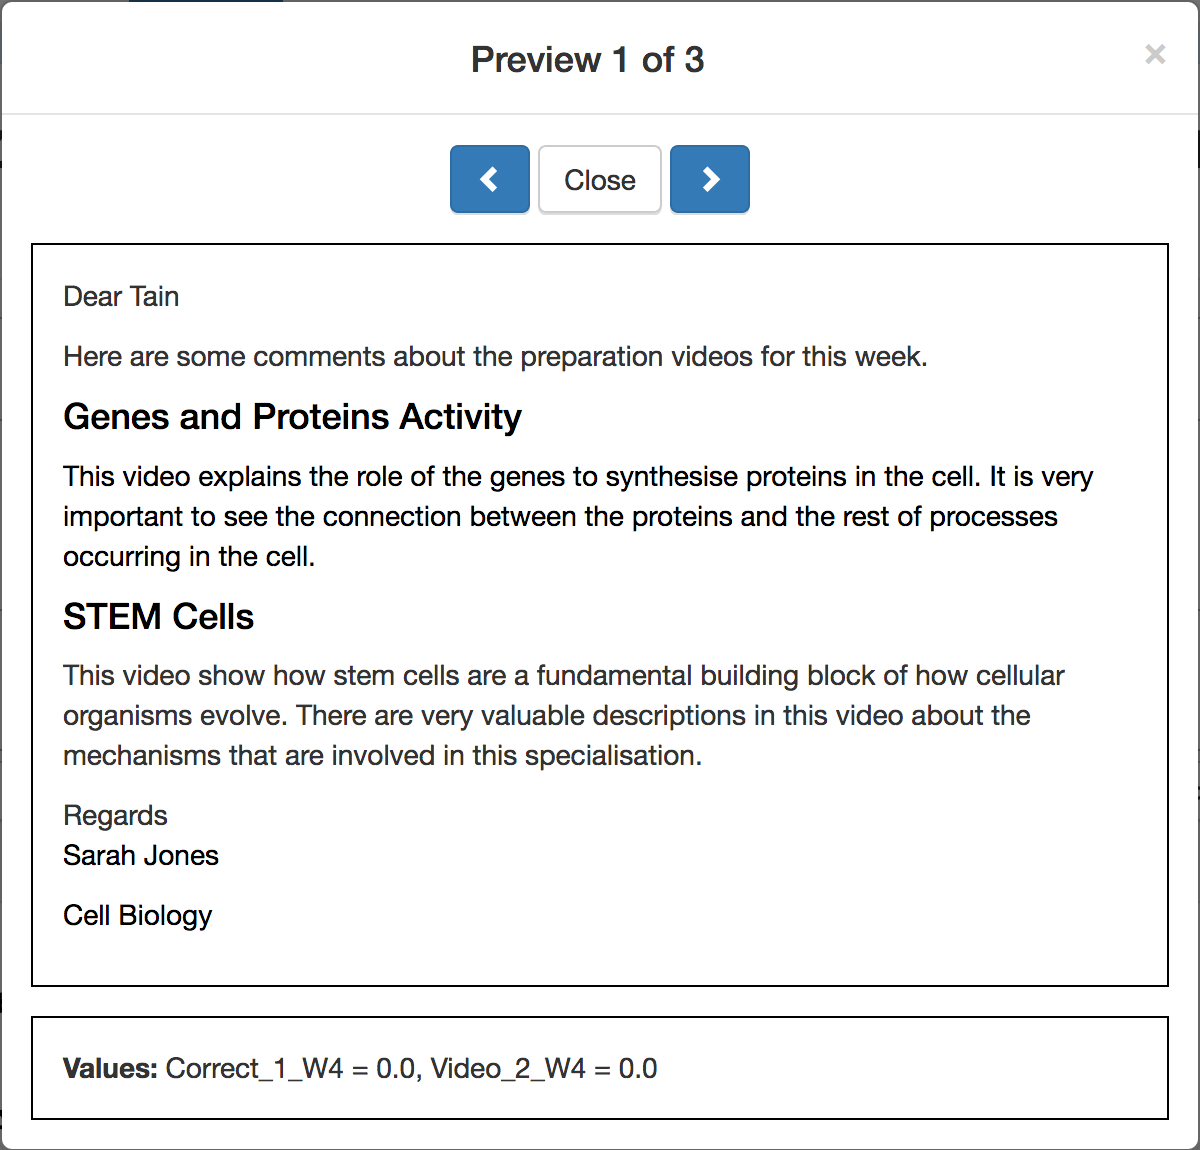 Preview 1 of 3
×
Close
Dear Tain
Here are some comments about the preparation videos for this week.
Genes and Proteins Activity
This video explains the role of the genes to synthesise proteins in the cell. It is very
important to see the connection between the proteins and the rest of processes
occurring in the cell.
STEM Cells
This video show how stem cells are a fundamental building block of how cellular
organisms evolve. There are very valuable descriptions in this video about the
mechanisms that are involved in this specialisation.
Regards
Sarah Jones
Cell Biology
Values: Correct_1_W4 = 0.0, Video_2_W4 = 0.0